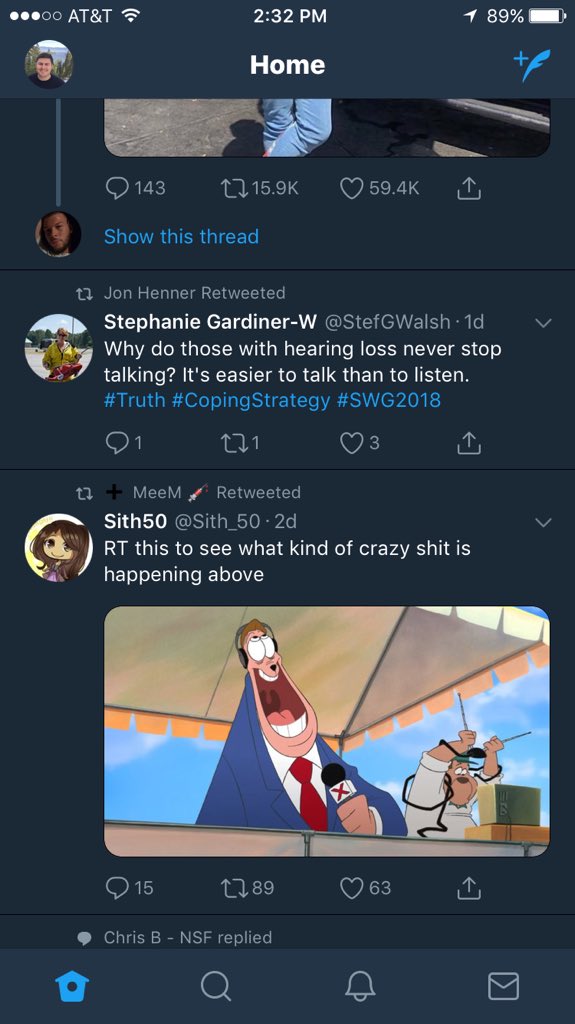 AT&T 2:32 PM 89%
Home
143 15.9K 59.4K
Show this thread
Jon Henner Retweeted
Stephanie Gardiner-W @StefGWalsh · 1d
Why do those with hearing loss never stop
talking? It's easier to talk than to listen.
#Truth #CopingStrategy #SWG2018
1 1 3
MeeM Retweeted
Sith50 @Sith_50 · 2d
RT this to see what kind of crazy shit is
happening above
X
15 89 63
Chris B - NSF replied